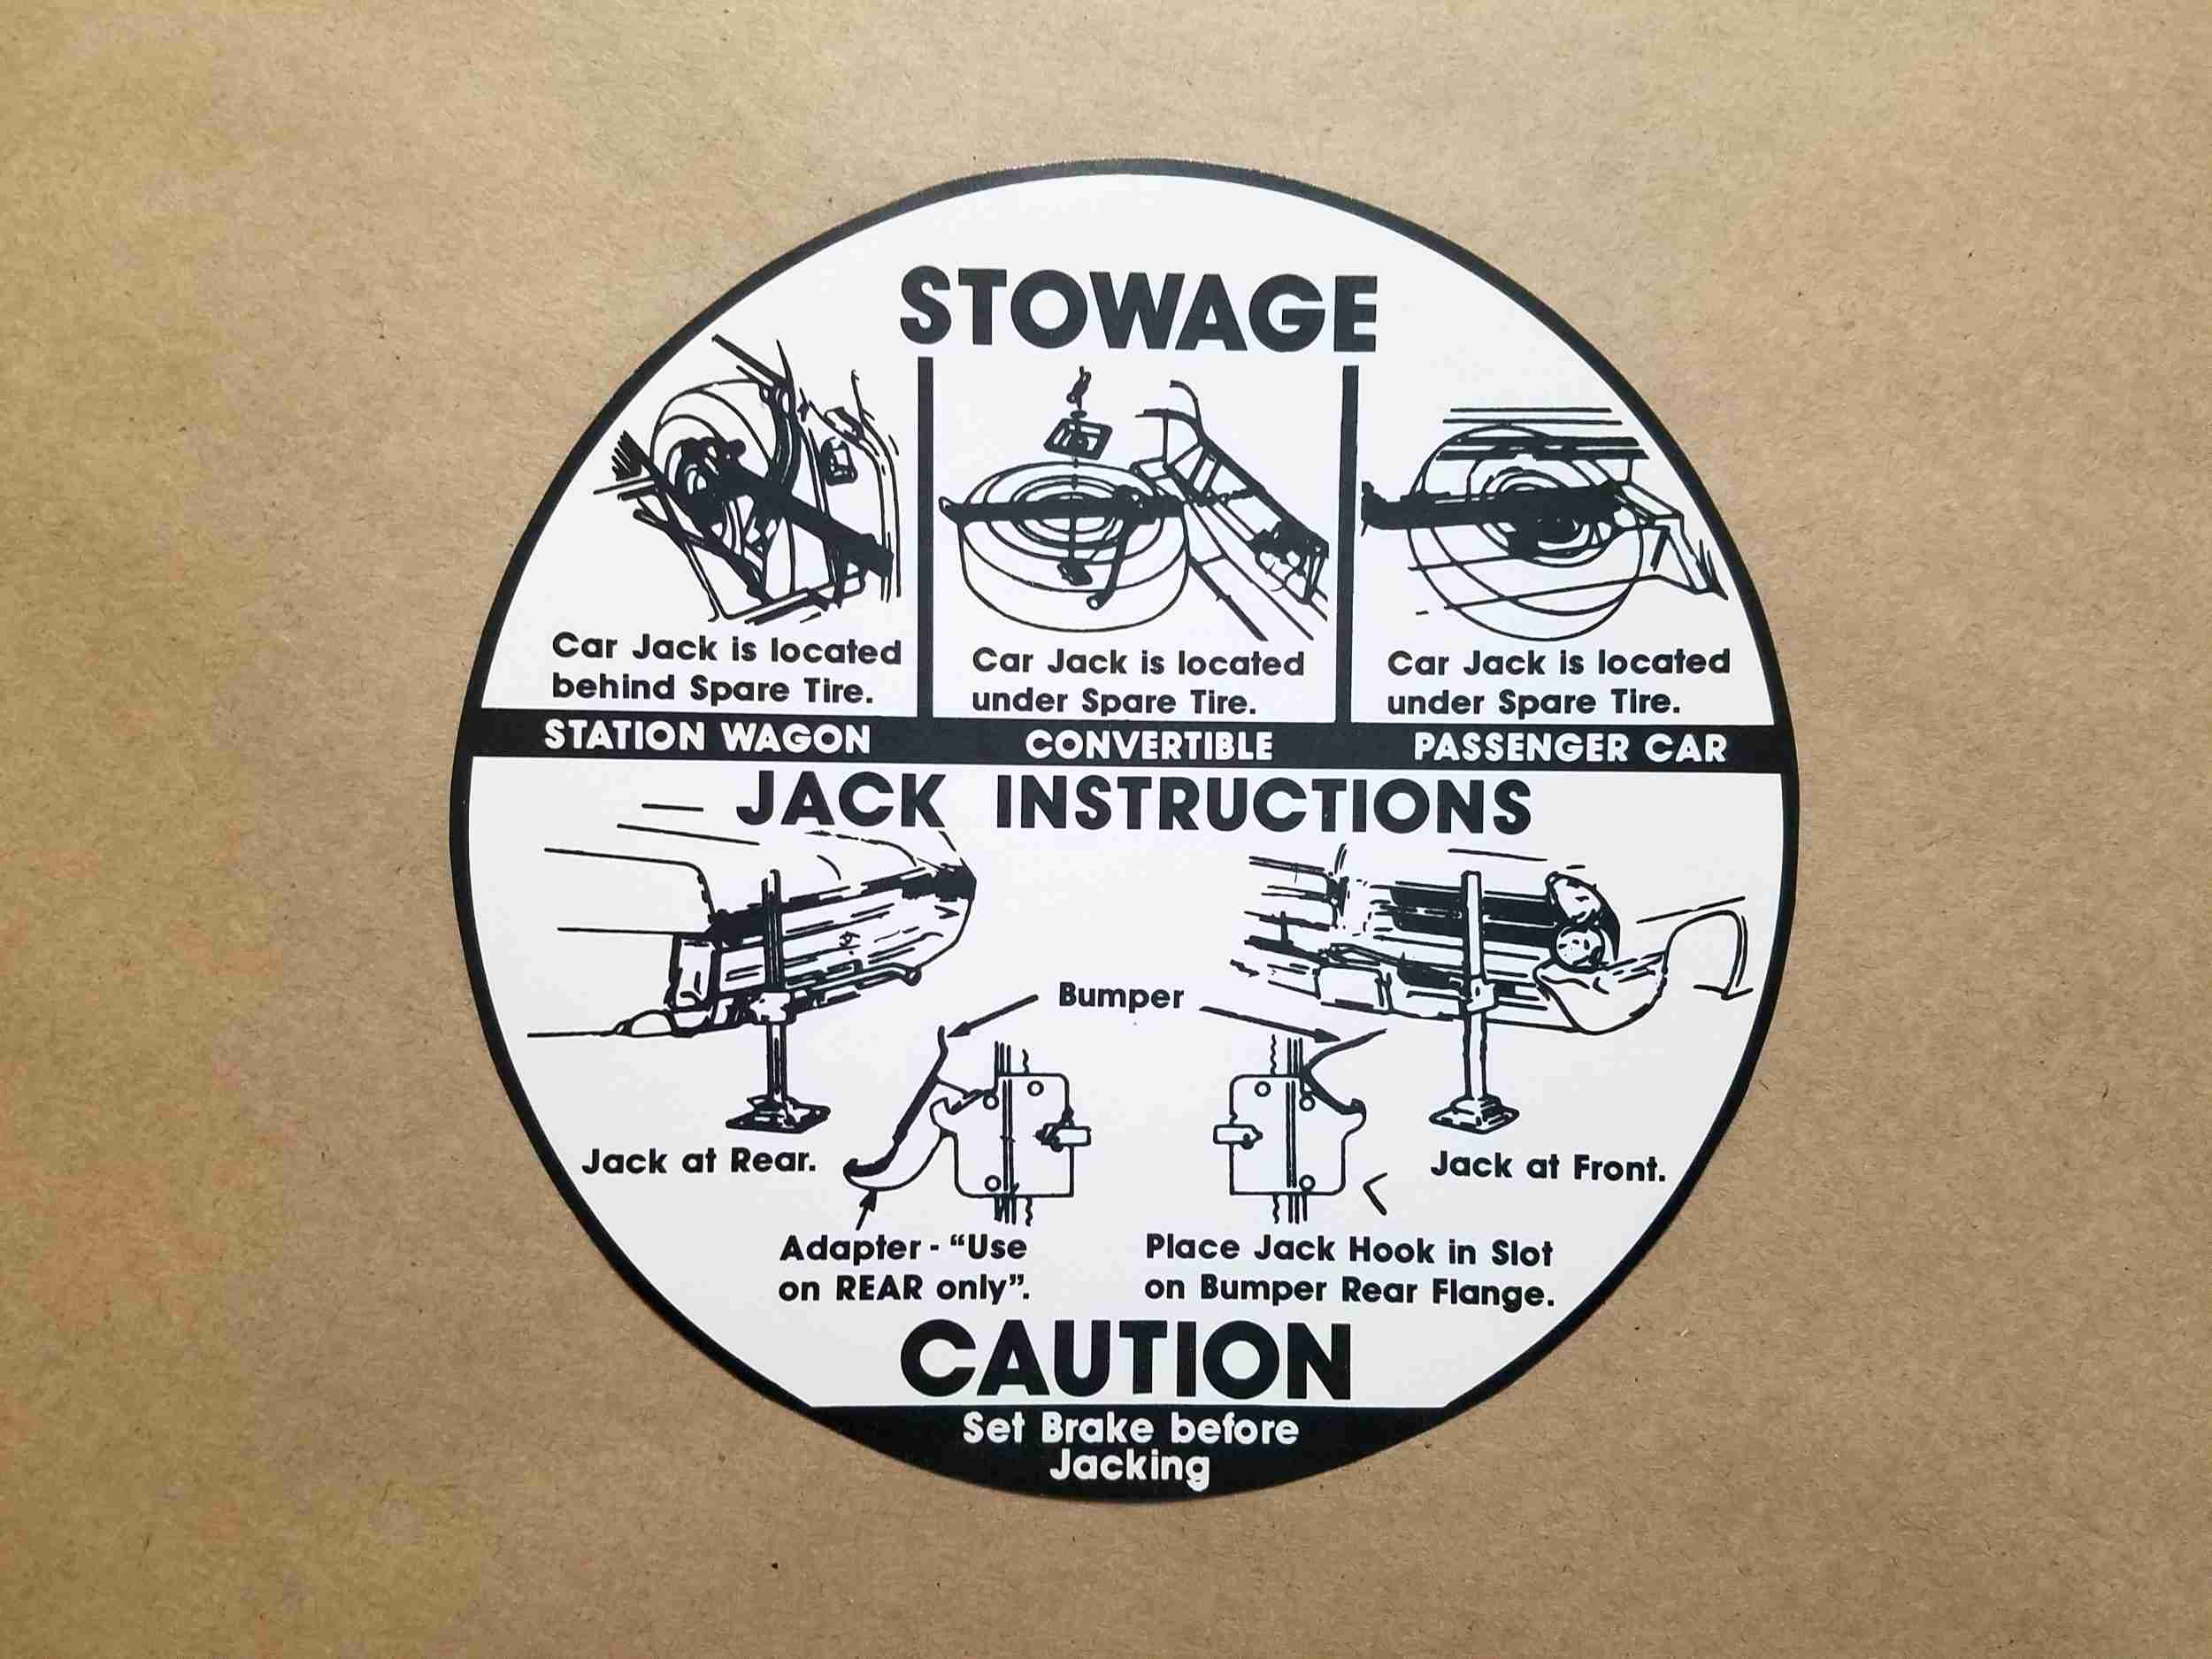 STOWAGE
Car Jack is located
behind Spare Tire.
Car Jack is located
under Spare Tire.
Car Jack is located
under Spare Tire.
STATION WAGON
CONVERTIBLE
PASSENGER CAR
JACK INSTRUCTIONS
Bumper
Jack at Rear.
Jack at Front.
Adapter - “Use
on REAR only”.
Place Jack Hook in Slot
on Bumper Rear Flange.
CAUTION
Set Brake before
Jacking